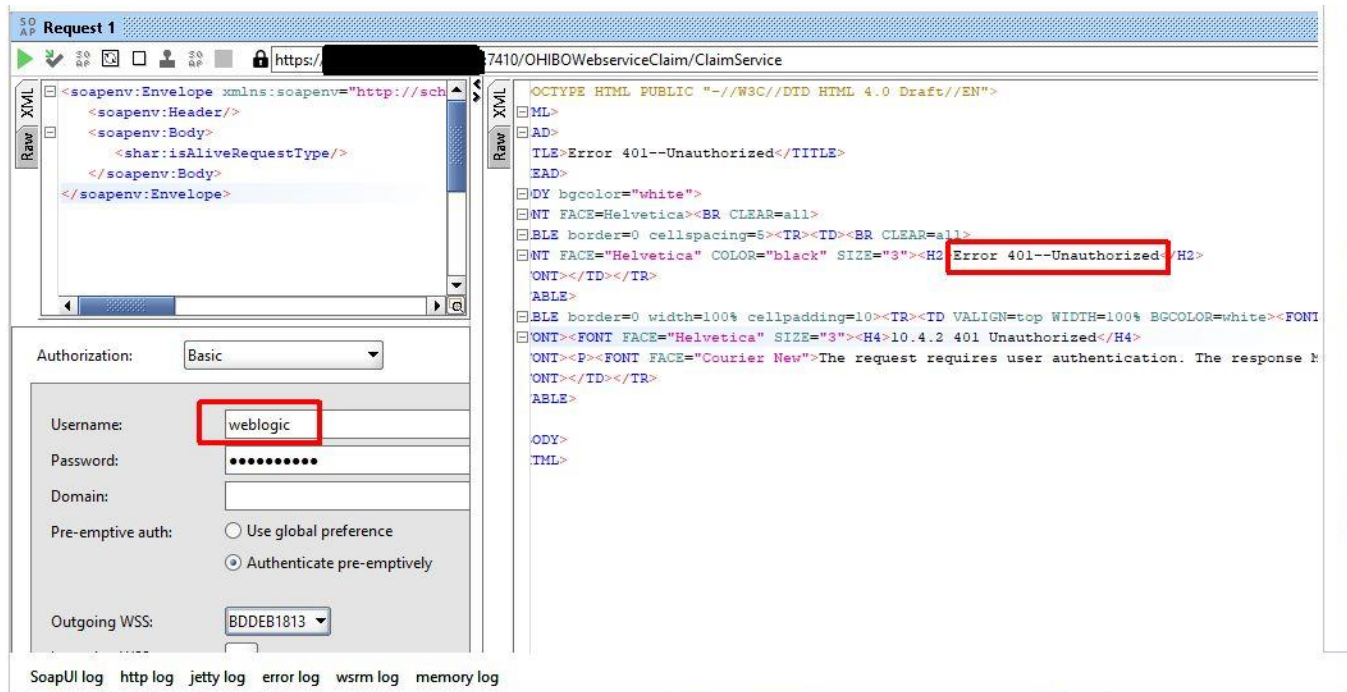 SO AP Request 1
https:/ :7410/OHIBOWebserviceClaim/ClaimService
XML
Raw
<soapenv:Envelope xmlns:soapenv="http://sch
<soapenv:Header/>
<soapenv:Body>
<shar:isAliveRequestType/>
</soapenv:Body>
</soapenv:Envelope>
Authorization: Basic
Username: weblogic
Password: ●●●●●●●●●●
Domain:
Pre-emptive auth: Use global preference
Authenticate pre-emptively
Outgoing WSS: BDDEB1813
XML
Raw
OCTYPE HTML PUBLIC "-//W3C//DTD HTML 4.0 Draft//EN">
ML>
AD>
TLE>Error 401--Unauthorized</TITLE>
EAD>
DY bgcolor="white">
NT FACE=Helvetica><BR CLEAR=all>
BLE border=0 cellspacing=5><TR><TD><BR CLEAR=all>
NT FACE="Helvetica" COLOR="black" SIZE="3"><H2>Error 401--Unauthorized</H2>
ONT></TD></TR>
ABLE>
BLE border=0 width=100% cellpadding=10><TR><TD VALIGN=top WIDTH=100% BGCOLOR=white><FONT
ONT><FONT FACE="Helvetica" SIZE="3"><H4>10.4.2 401 Unauthorized</H4>
ONT><P><FONT FACE="Courier New">The request requires user authentication. The response M
ONT></TD></TR>
ABLE>
ODY>
TML>
SoapUI log http log jetty log error log wsrm log memory log